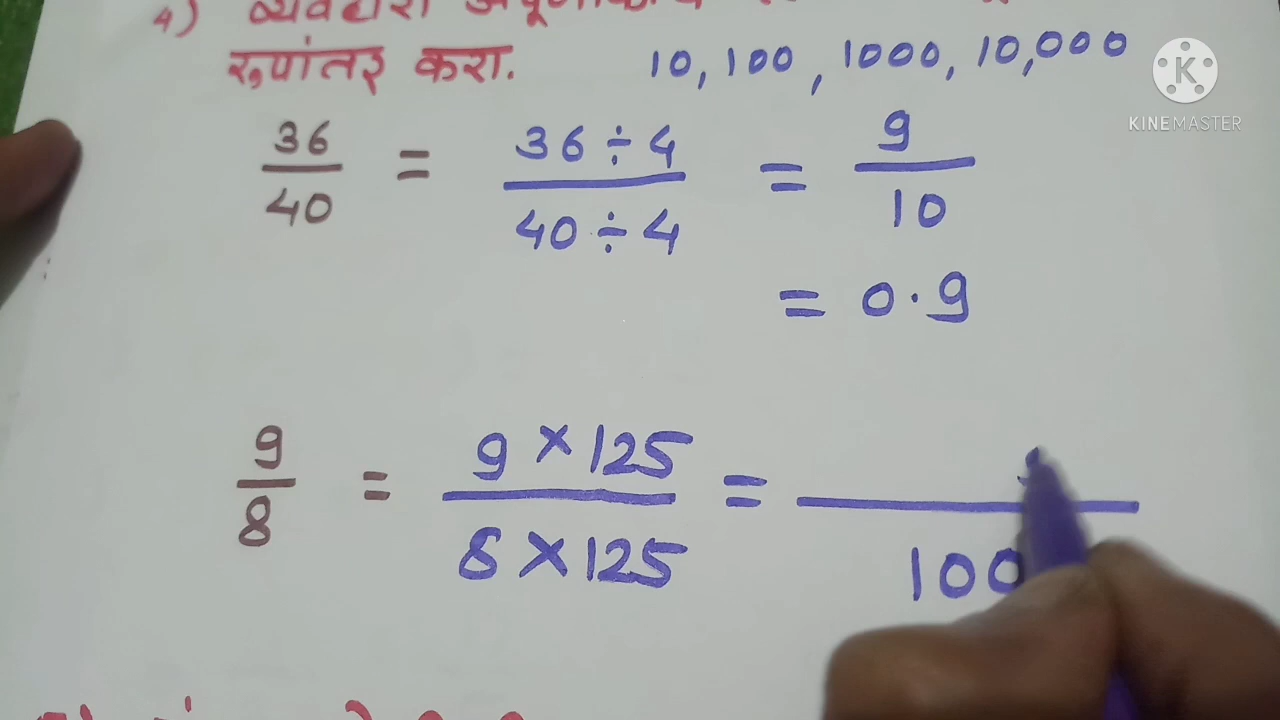 रुपांतर करा. 10, 100, 1000, 10,000
KINEMASTER
36/40 = 36 ÷ 4/40 ÷ 4 = 9/10
= 0.9
9/8 = 9 × 125/8 × 125 = /100